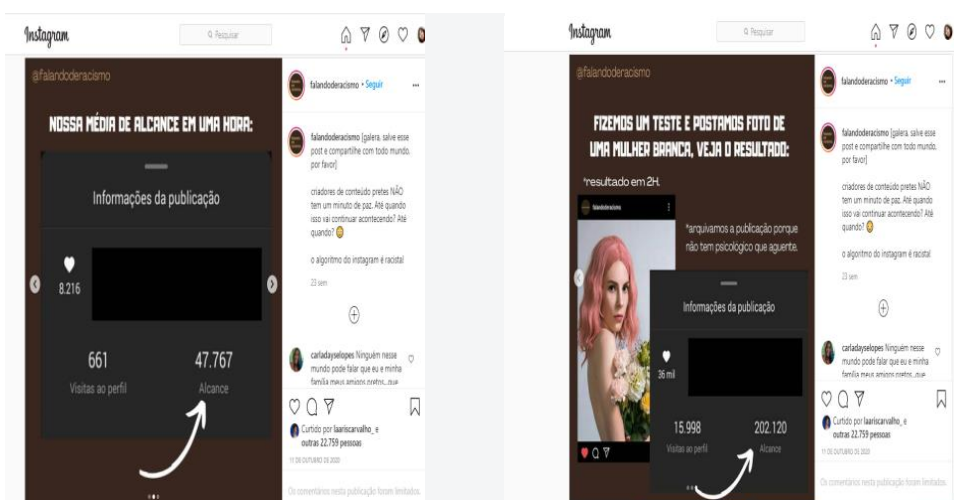 Instagram
Pesquisar
@falandoderacismo
NOSSA MÉDIA DE ALCANCE EM UMA HORA:
Informações da publicação
8.216
661
47.767
Visitas ao perfil
Alcance
falandoderacismo • Seguir
falandoderacismo [galera, salve esse
post e compartilhe com todo mundo,
por favor]
criadores de conteúdo pretes NÃO
tem um minuto de paz. Até quando
isso vai continuar acontecendo? Até
quando?
o algoritmo do instagram é racista!
23 sem
carladayselopes Ninguém nesse
mundo pode falar que eu e minha
família meus amigos pretos...que
Curtido por laariscarvalho_ e
outras 22.759 pessoas
11 DE OUTUBRO DE 2020
Os comentários nesta publicação foram limitados.
Instagram
Pesquisar
@falandoderacismo
FIZEMOS UM TESTE E POSTAMOS FOTO DE
UMA MULHER BRANCA, VEJA O RESULTADO:
*resultado em 2H.
falandoderacismo
*arquivamos a publicação porque
não tem psicológico que aguente.
Informações da publicação
36 mil
15.998
202.120
Visitas ao perfil
Alcance
falandoderacismo • Seguir
falandoderacismo [galera, salve esse
post e compartilhe com todo mundo,
por favor]
criadores de conteúdo pretes NÃO
tem um minuto de paz. Até quando
isso vai continuar acontecendo? Até
quando?
o algoritmo do instagram é racista!
23 sem
carladayselopes Ninguém nesse
mundo pode falar que eu e minha
família meus amigos pretos...que
Curtido por laariscarvalho_ e
outras 22.759 pessoas
11 DE OUTUBRO DE 2020
Os comentários nesta publicação foram limitados.